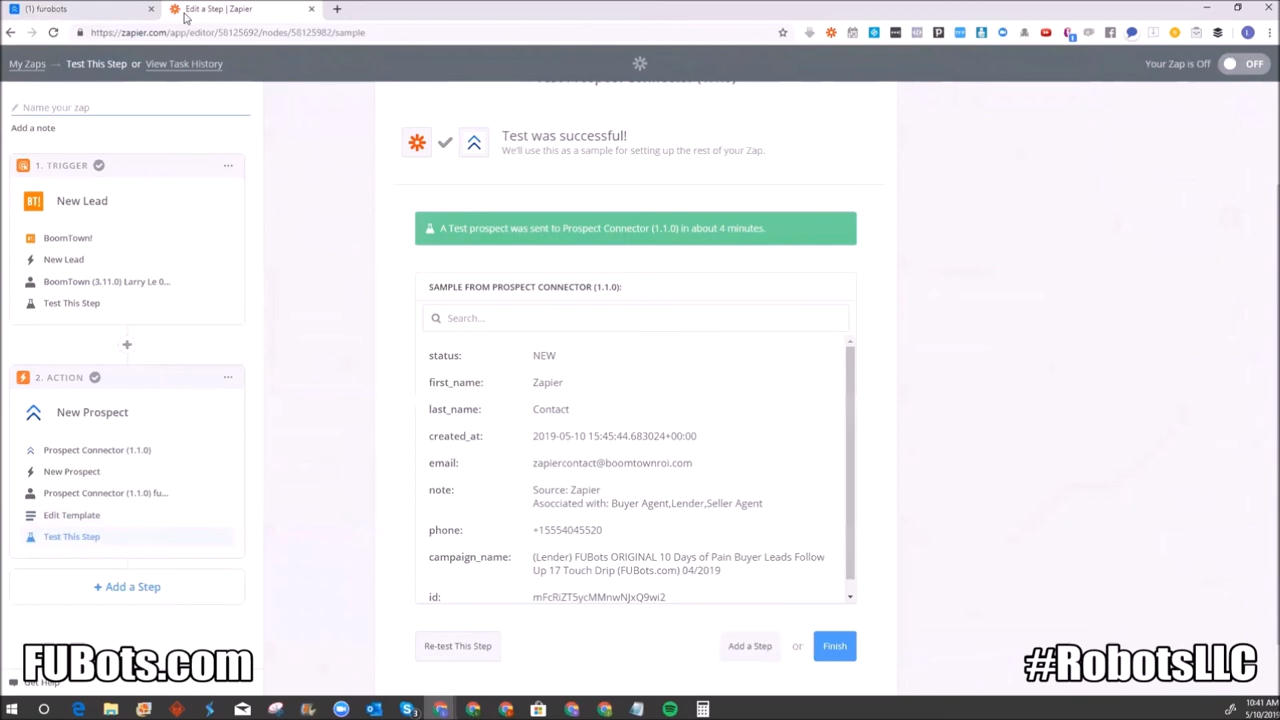 (1) furobots
Edit a Step | Zapier
https://zapier.com/app/editor/58125692/nodes/58125982/sample
My Zaps → Test This Step or View Task History
Your Zap is Off OFF
Name your zap
Add a note
1. TRIGGER
New Lead
BoomTown!
New Lead
BoomTown (3.11.0) Larry Le 0...
Test This Step
2. ACTION
New Prospect
Prospect Connector (1.1.0)
New Prospect
Prospect Connector (1.1.0) fu...
Edit Template
Test This Step
+ Add a Step
Test was successful!
We'll use this as a sample for setting up the rest of your Zap.
A Test prospect was sent to Prospect Connector (1.1.0) in about 4 minutes.
SAMPLE FROM PROSPECT CONNECTOR (1.1.0):
Search...
status: NEW
first_name: Zapier
last_name: Contact
created_at: 2019-05-10 15:45:44.683024+00:00
email: zapiercontact@boomtownroi.com
note: Source: Zapier
Asocciated with: Buyer Agent,Lender,Seller Agent
phone: +15554045520
campaign_name: (Lender) FUBots ORIGINAL 10 Days of Pain Buyer Leads Follow
Up 17 Touch Drip (FUBots.com) 04/2019
id: mFcRiZT5ycMMnwNJxQ9wi2
Re-test This Step
Add a Step or Finish
FUBots.com
#RobotsLLC
Get Help
10:41 AM
5/10/2019